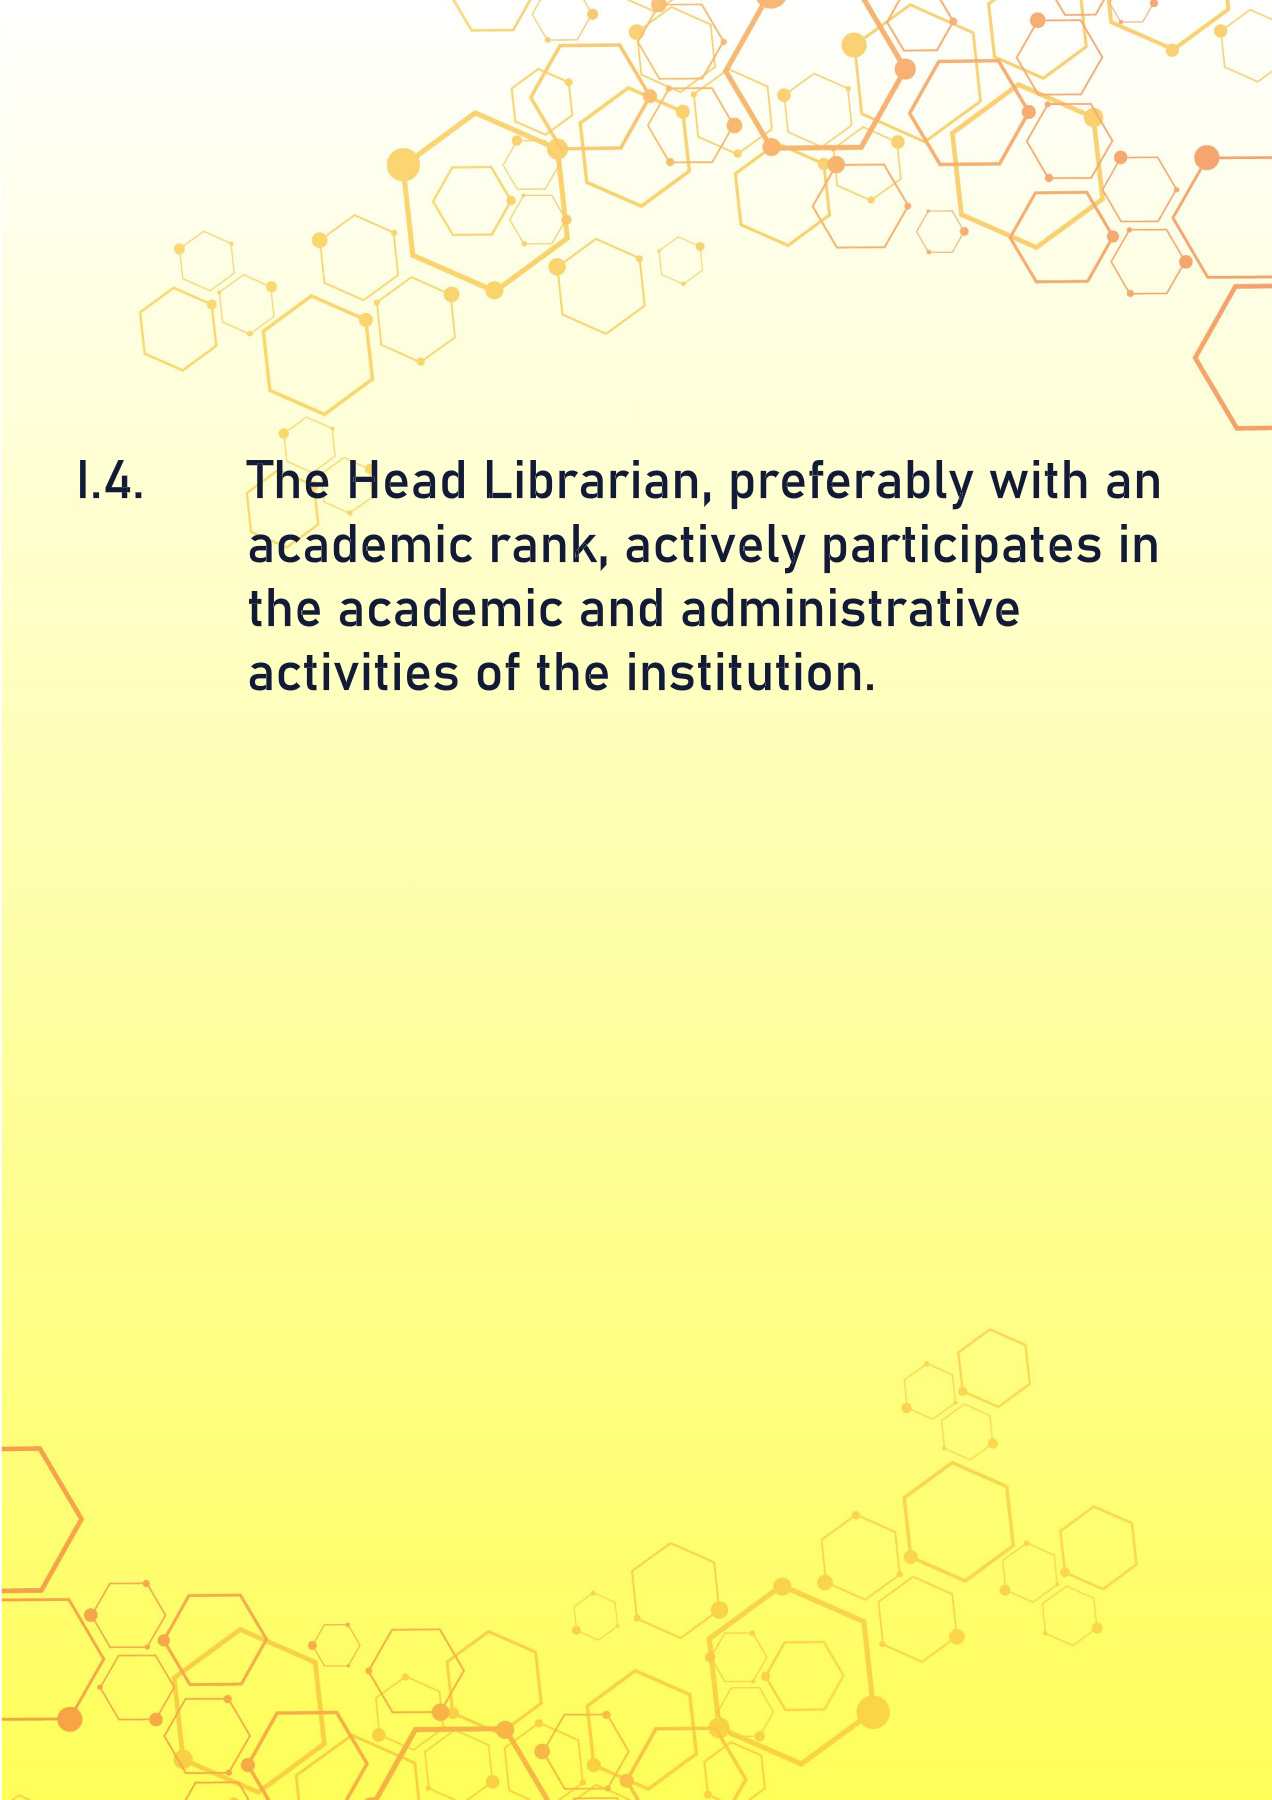 I.4. The Head Librarian, preferably with an
academic rank, actively participates in
the academic and administrative
activities of the institution.